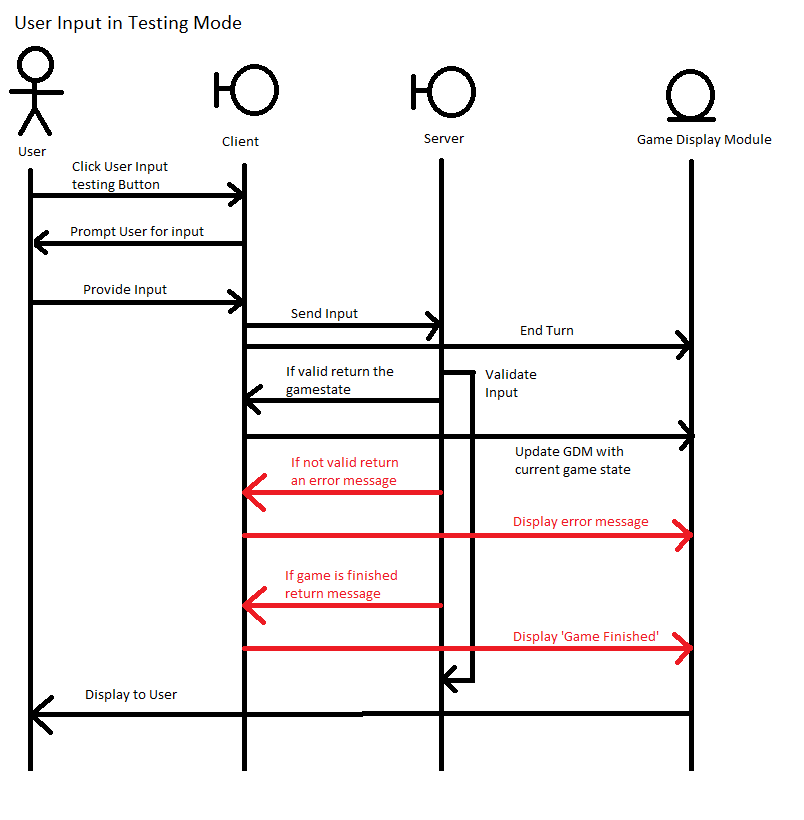 User Input in Testing Mode
User
Client
Server
Game Display Module
Click User Input
testing Button
Prompt User for input
Provide Input
Send Input
End Turn
If valid return the
gamestate
Validate
Input
Update GDM with
current game state
If not valid return
an error message
Display error message
If game is finished
return message
Display 'Game Finished'
Display to User